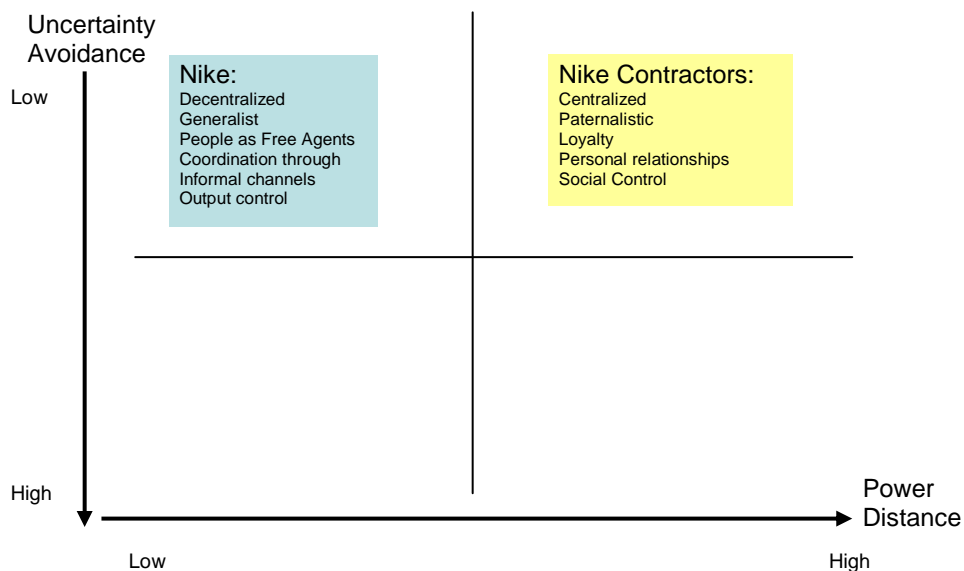 Uncertainty
Avoidance
Low
Nike:
Decentralized
Generalist
People as Free Agents
Coordination through
Informal channels
Output control
Nike Contractors:
Centralized
Paternalistic
Loyalty
Personal relationships
Social Control
High
Power
Distance
Low
High